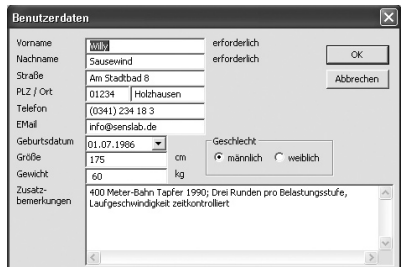 Benutzerdaten
Vorname Willy erforderlich
Nachname Sausewind erforderlich
Straße Am Stadtbad 8
PLZ / Ort 01234 Holzhausen
Telefon (0341) 234 18 3
EMail info@senslab.de
Geburtsdatum 01.07.1986
Größe 175 cm
Gewicht 60 kg
Geschlecht
männlich weiblich
Zusatz-
bemerkungen
400 Meter-Bahn Tapfer 1990; Drei Runden pro Belastungsstufe,
Laufgeschwindigkeit zeitkontrolliert
OK
Abbrechen